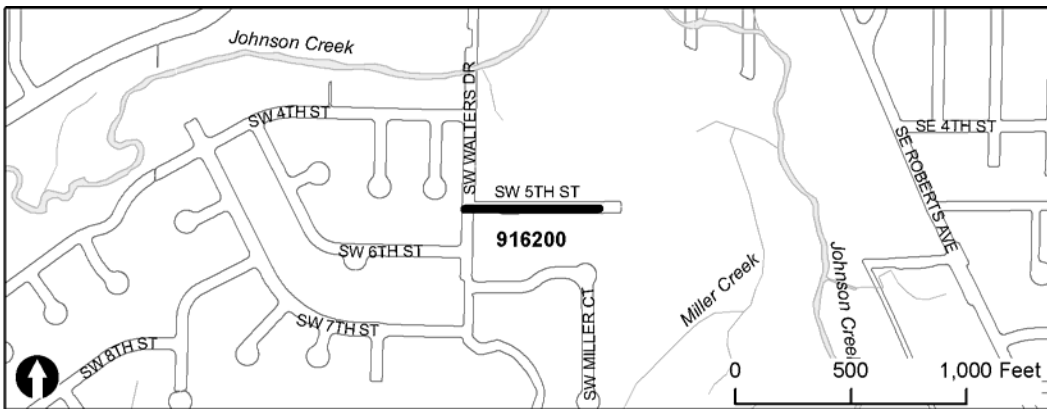 Johnson Creek
SW 4TH ST
SW WALTERS DR
SE 4TH ST
SE ROBERTS AVE
SW 5TH ST
916200
SW 6TH ST
Miller Creek
Johnson Creek
SW 7TH ST
SW MILLER CT
SW 8TH ST
0 500 1,000 Feet